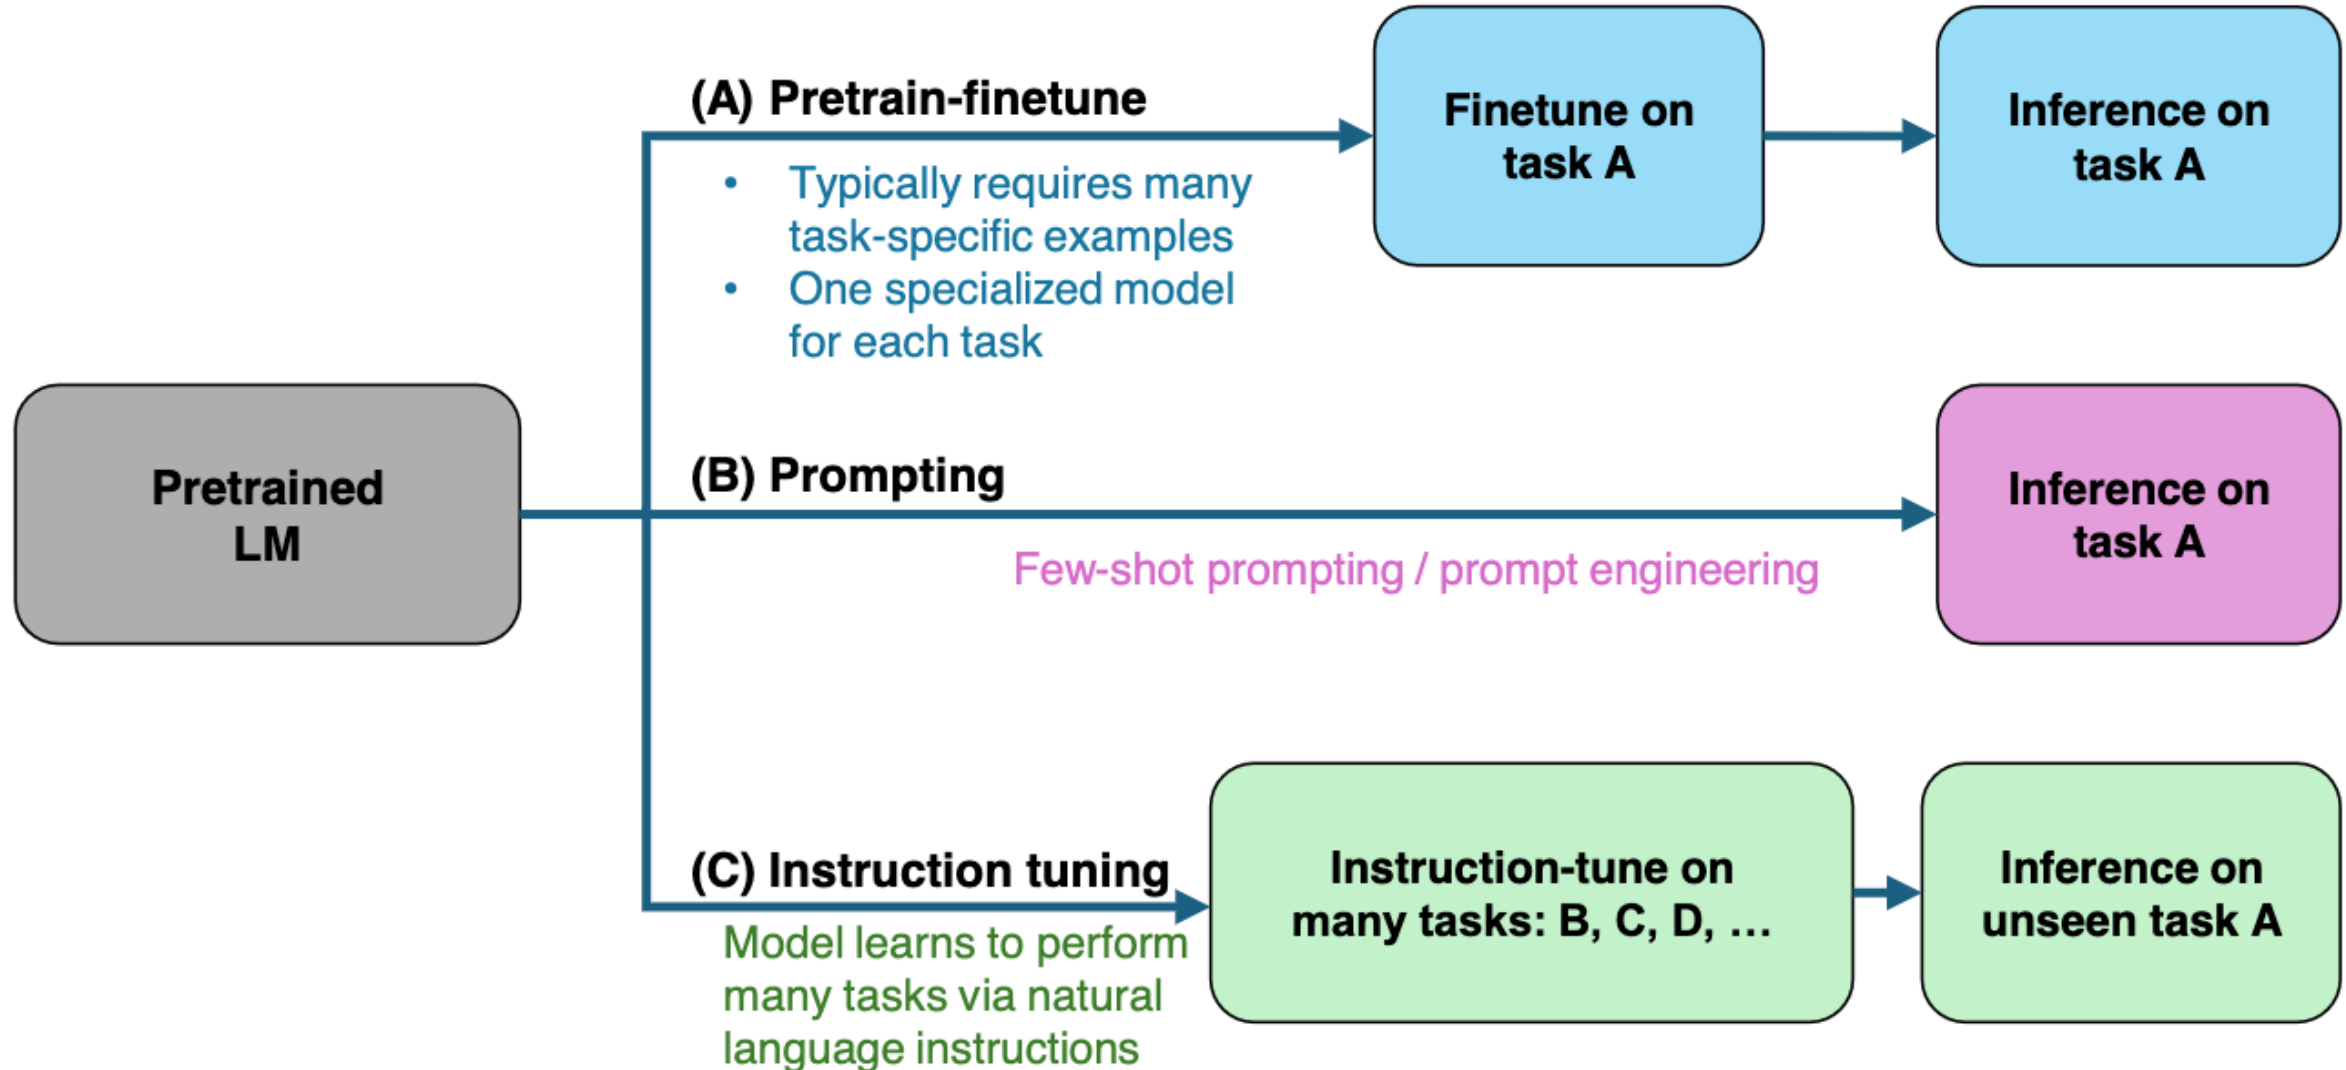 (A) Pretrain-finetune
• Typically requires many
task-specific examples
• One specialized model
for each task
Finetune on
task A
Inference on
task A
Pretrained
LM
(B) Prompting
Few-shot prompting / prompt engineering
Inference on
task A
(C) Instruction tuning
Model learns to perform
many tasks via natural
language instructions
Instruction-tune on
many tasks: B, C, D, ...
Inference on
unseen task A